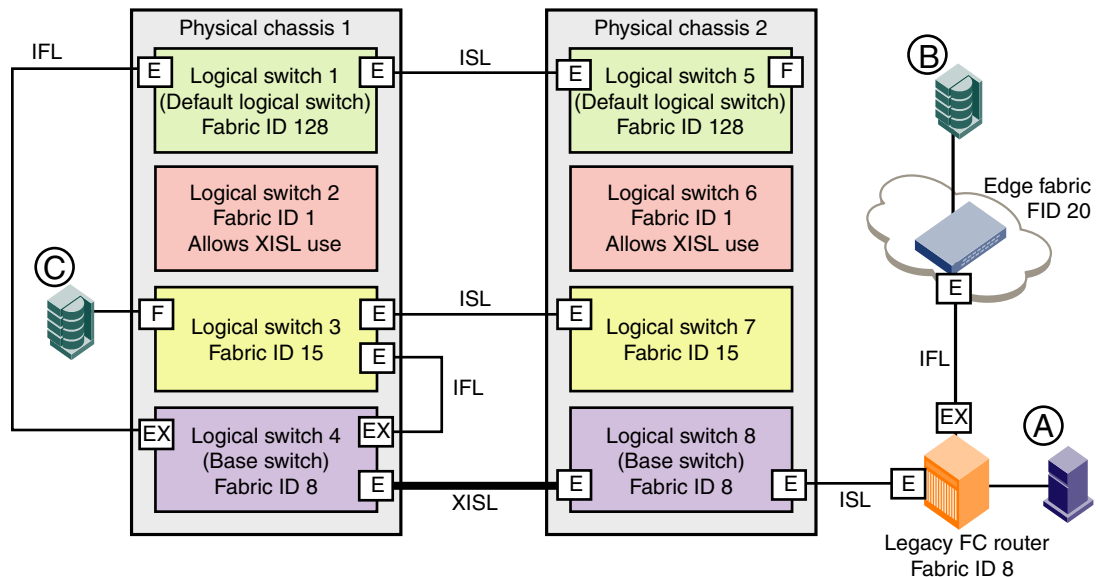 Physical chassis 1
Physical chassis 2
IFL
E
Logical switch 1
(Default logical switch)
Fabric ID 128
E
ISL
E
Logical switch 5
(Default logical switch)
Fabric ID 128
F
B
Logical switch 2
Fabric ID 1
Allows XISL use
Logical switch 6
Fabric ID 1
Allows XISL use
Edge fabric
FID 20
E
C
F
Logical switch 3
Fabric ID 15
E
E
ISL
E
Logical switch 7
Fabric ID 15
IFL
IFL
EX
Logical switch 4
(Base switch)
Fabric ID 8
EX
E
XISL
E
Logical switch 8
(Base switch)
Fabric ID 8
E
ISL
E
EX
A
Legacy FC router
Fabric ID 8